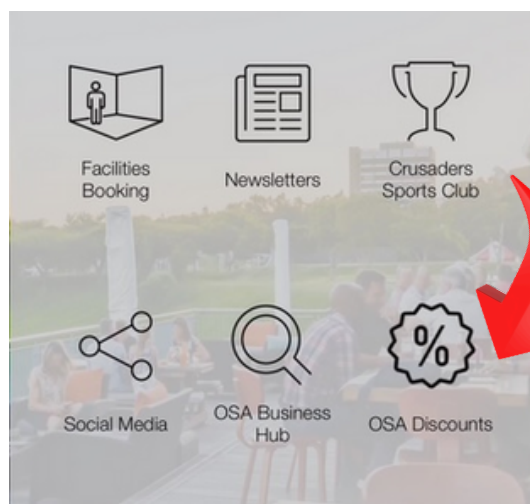 Facilities
Booking
Newsletters
Crusaders
Sports Club
Social Media
OSA Business
Hub
%
OSA Discounts